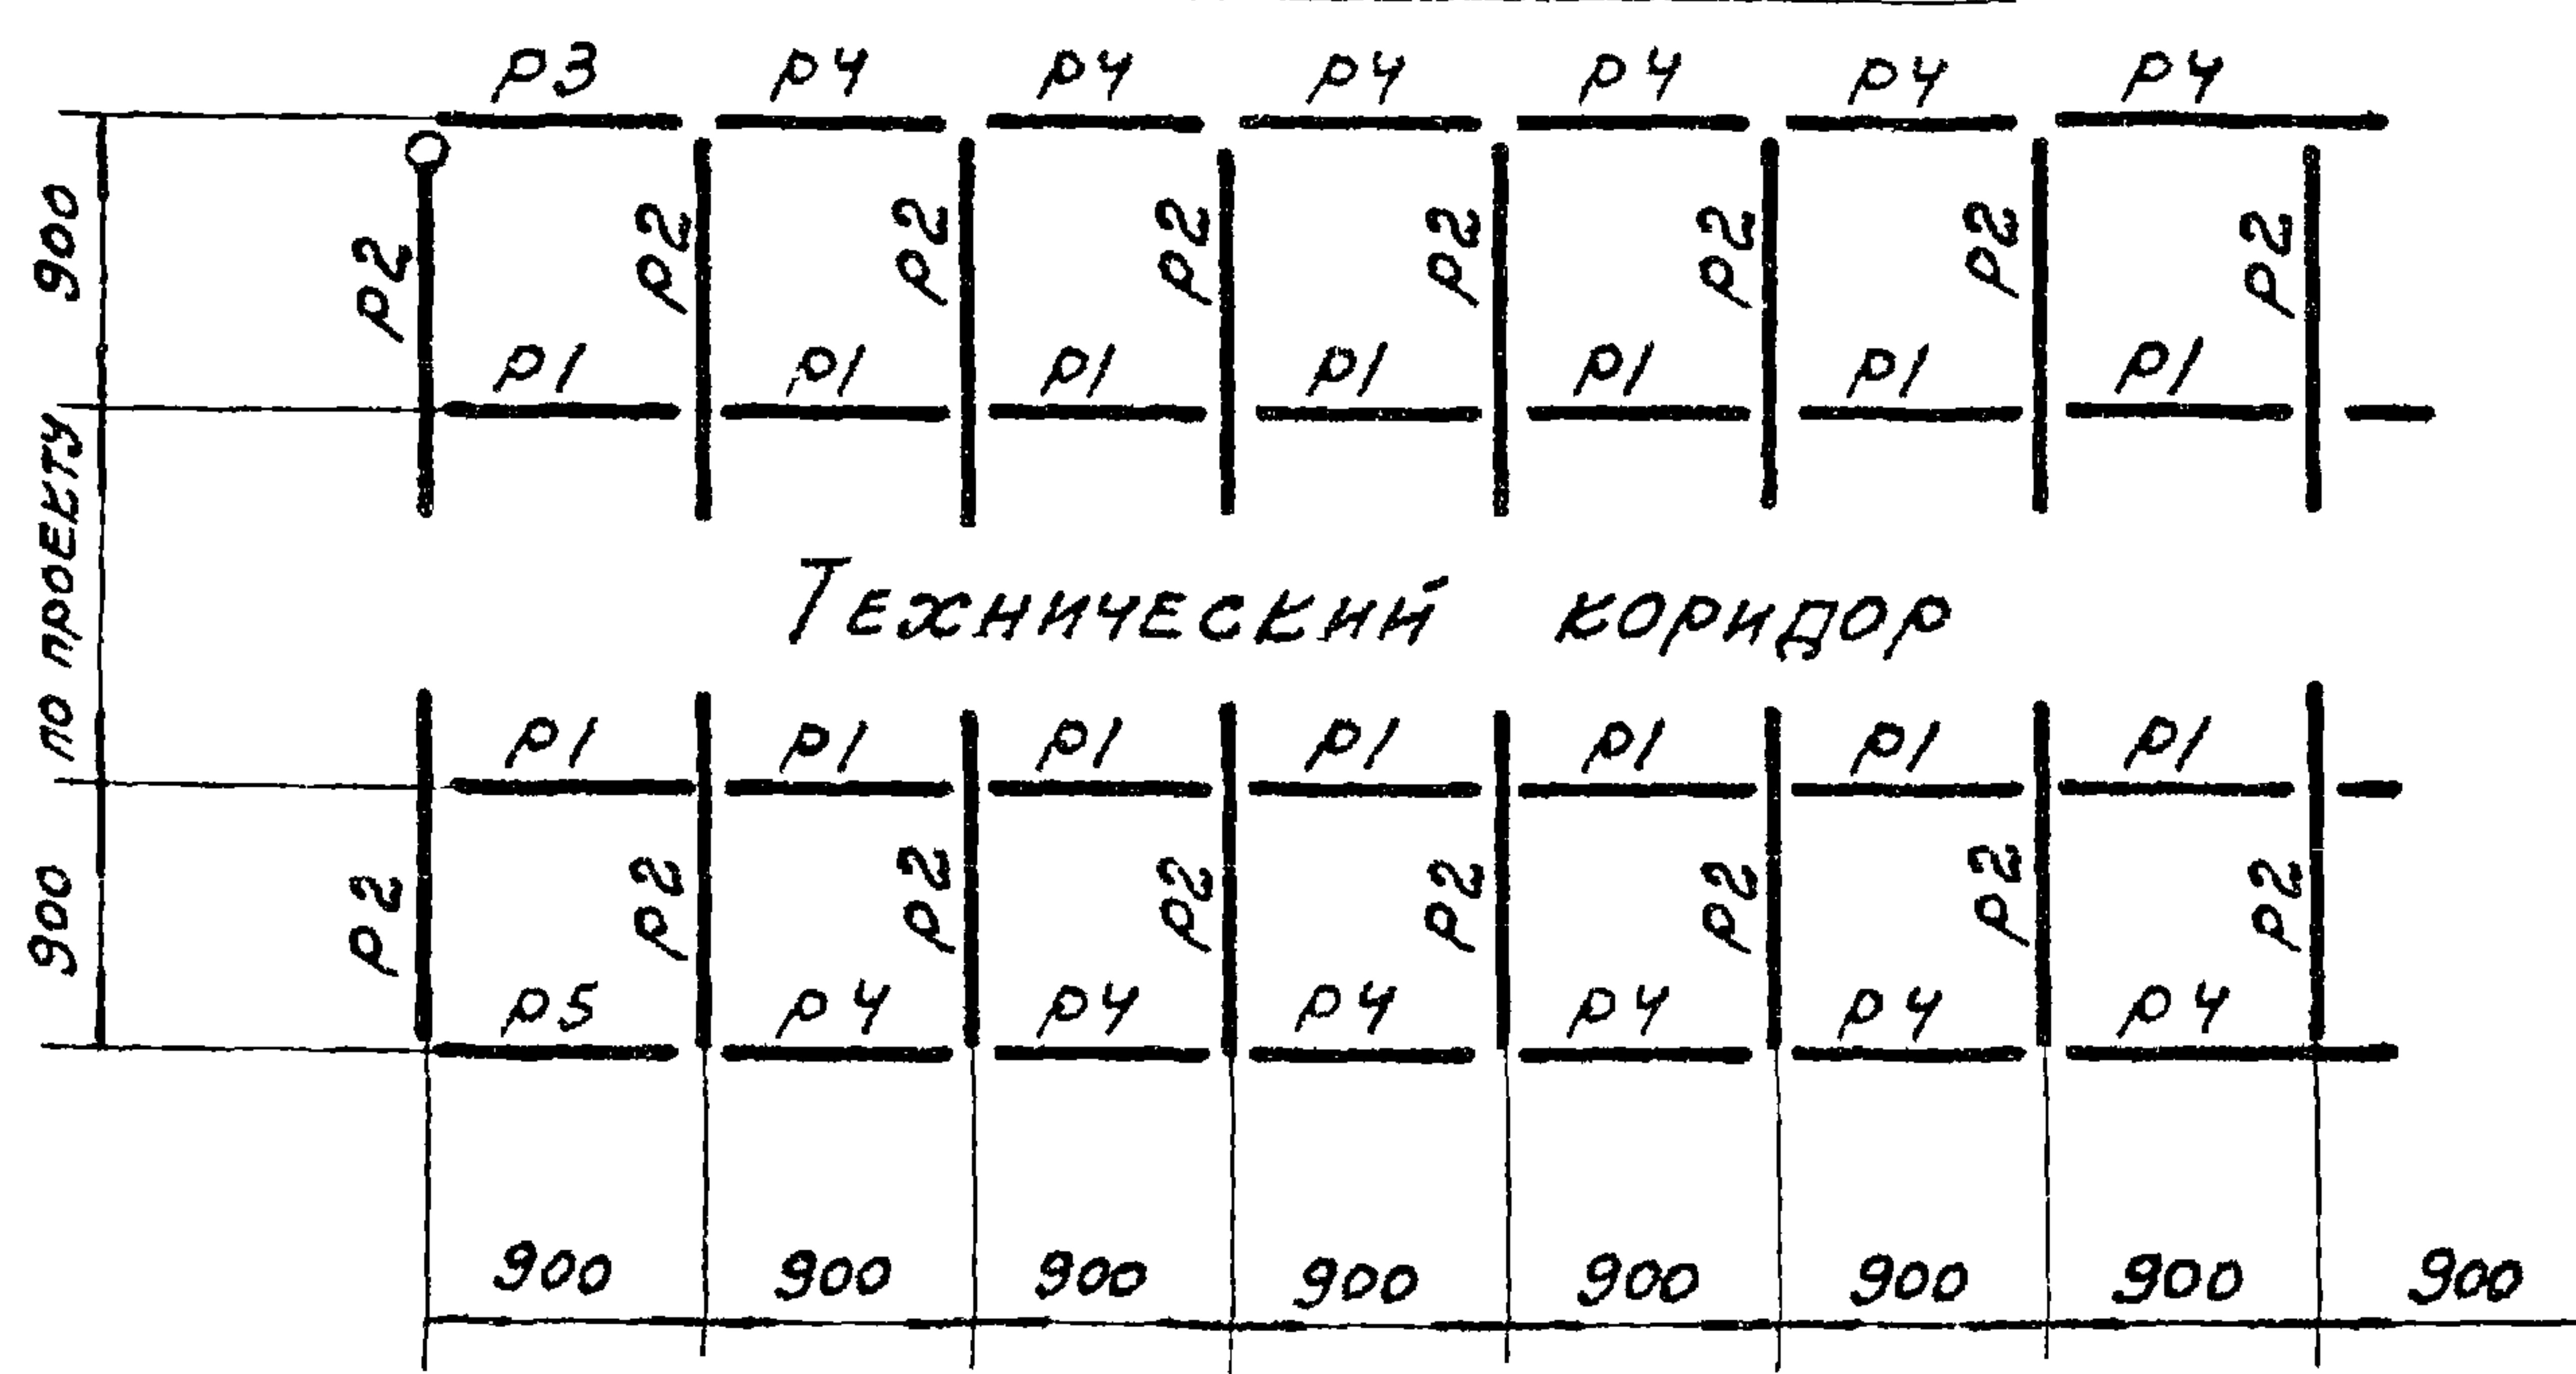 р3 р4 р4 р4 р4 р4 р4
900 р2 р2 р2 р2 р2 р2 р2 р2
р1 р1 р1 р1 р1 р1 р1
по проекту
Технический коридор
р1 р1 р1 р1 р1 р1 р1
900 р2 р2 р2 р2 р2 р2 р2 р2
р5 р4 р4 р4 р4 р4 р4
900 900 900 900 900 900 900 900